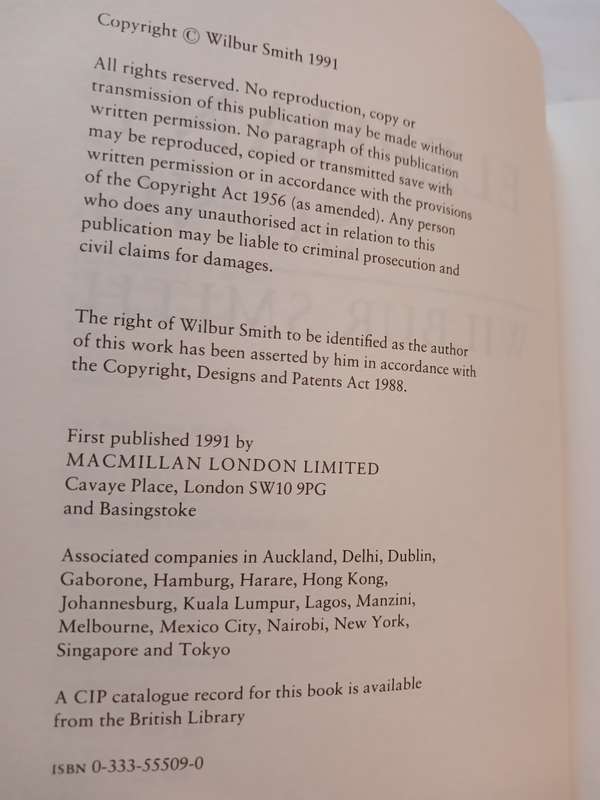 Copyright © Wilbur Smith 1991
All rights reserved. No reproduction, copy or
transmission of this publication may be made without
written permission. No paragraph of this publication
may be reproduced, copied or transmitted save with
written permission or in accordance with the provisions
of the Copyright Act 1956 (as amended). Any person
who does any unauthorised act in relation to this
publication may be liable to criminal prosecution and
civil claims for damages.
The right of Wilbur Smith to be identified as the author
of this work has been asserted by him in accordance with
the Copyright, Designs and Patents Act 1988.
First published 1991 by
MACMILLAN LONDON LIMITED
Cavaye Place, London SW10 9PG
and Basingstoke
Associated companies in Auckland, Delhi, Dublin,
Gaborone, Hamburg, Harare, Hong Kong,
Johannesburg, Kuala Lumpur, Lagos, Manzini,
Melbourne, Mexico City, Nairobi, New York,
Singapore and Tokyo
A CIP catalogue record for this book is available
from the British Library
ISBN 0-333-55509-0